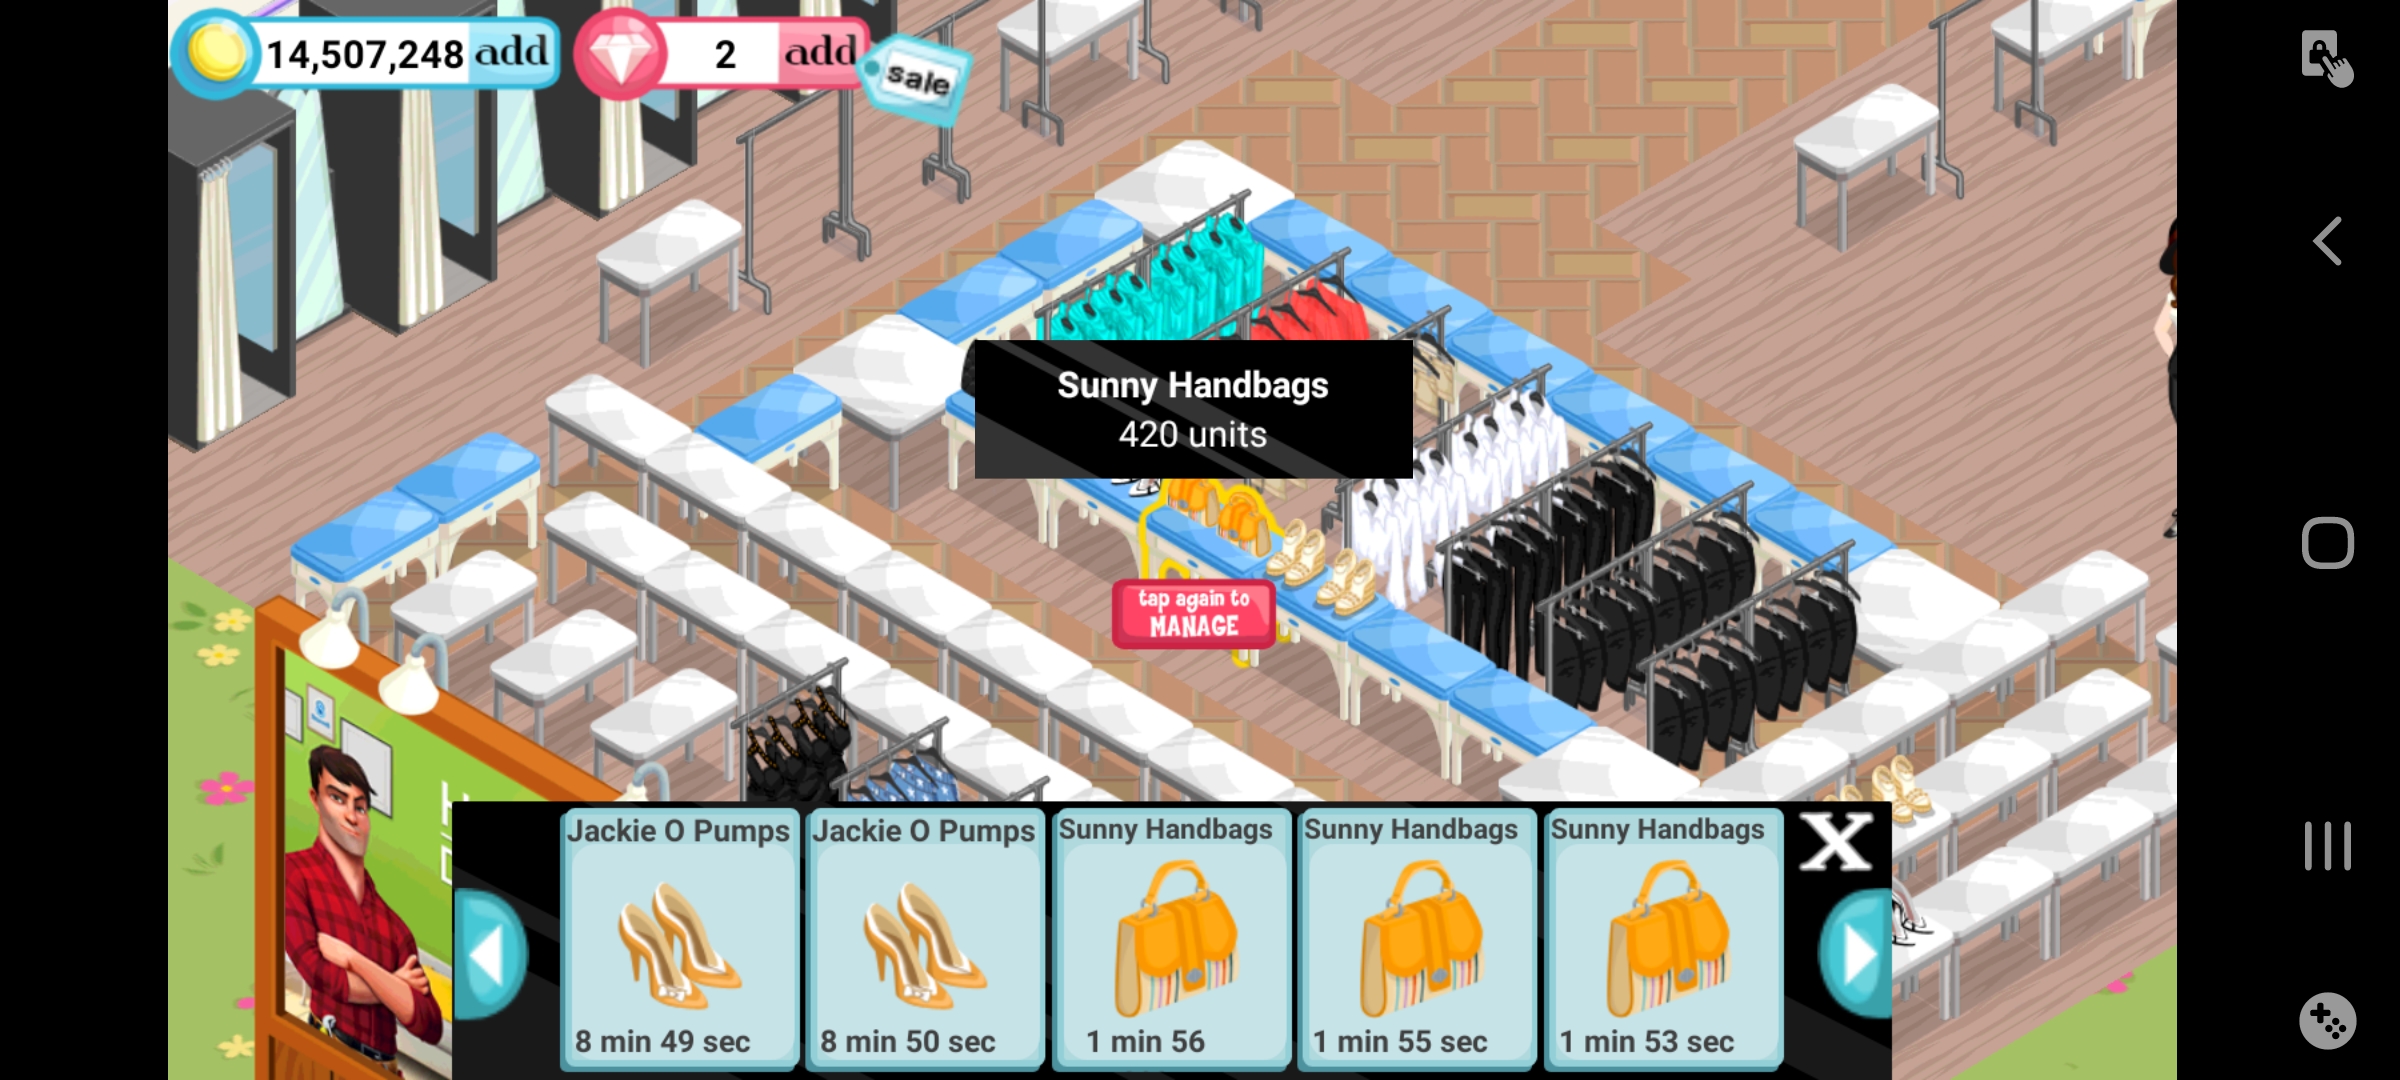 14,507,248 add
2 add
sale
Sunny Handbags
420 units
tap again to
MANAGE
Jackie O Pumps
8 min 49 sec
Jackie O Pumps
8 min 50 sec
Sunny Handbags
1 min 56
Sunny Handbags
1 min 55 sec
Sunny Handbags
1 min 53 sec
X